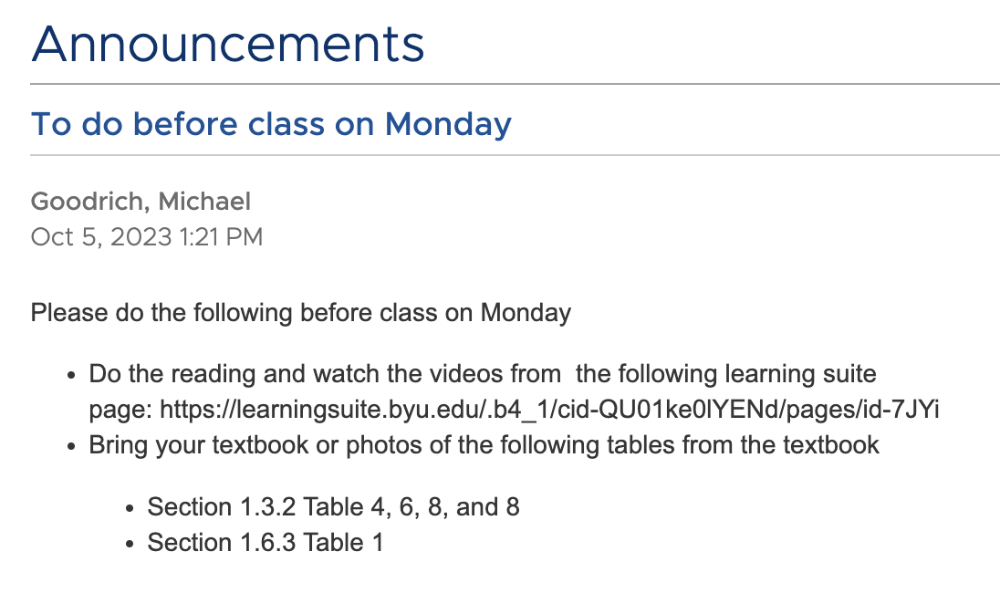 Announcements
To do before class on Monday
Goodrich, Michael
Oct 5, 2023 1:21 PM
Please do the following before class on Monday
• Do the reading and watch the videos from  the following learning suite
page: https://learningsuite.byu.edu/.b4_1/cid-QU01ke0lYENd/pages/id-7JYi
• Bring your textbook or photos of the following tables from the textbook
• Section 1.3.2 Table 4, 6, 8, and 8
• Section 1.6.3 Table 1